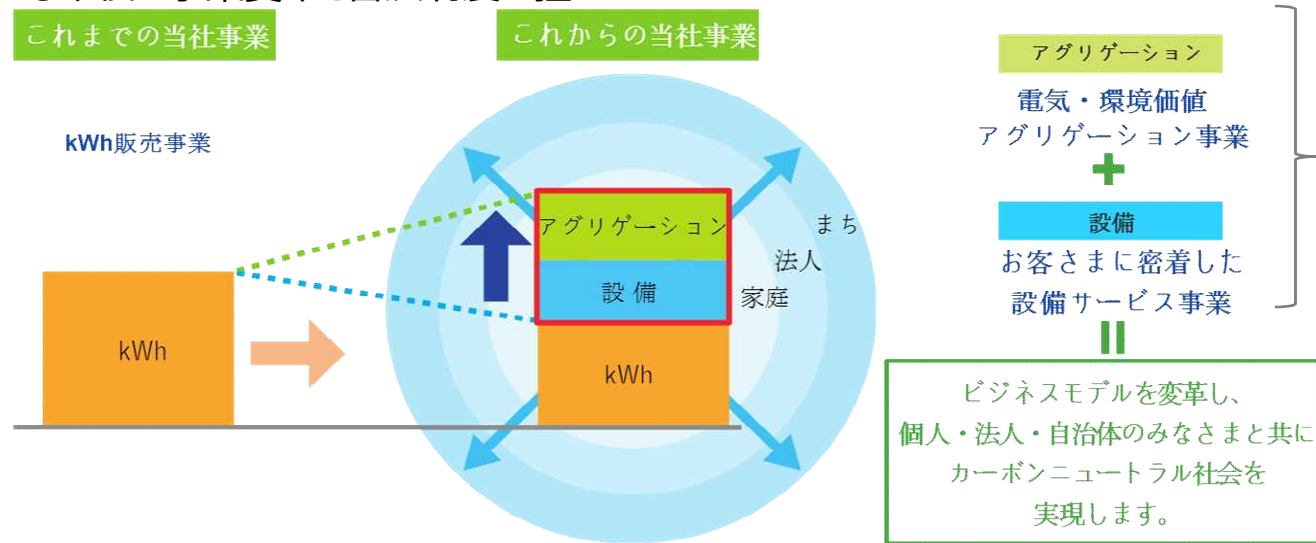 これまでの当社事業
これからの当社事業
kWh販売事業
kWh
アグリゲーション
設備
kWh
まち
法人
家庭
アグリゲーション
電気・環境価値
アグリゲーション事業
設備
お客さまに密着した
設備サービス事業
ビジネスモデルを変革し、
個人・法人・自治体のみなさまと共に
カーボンニュートラル社会を
実現します。